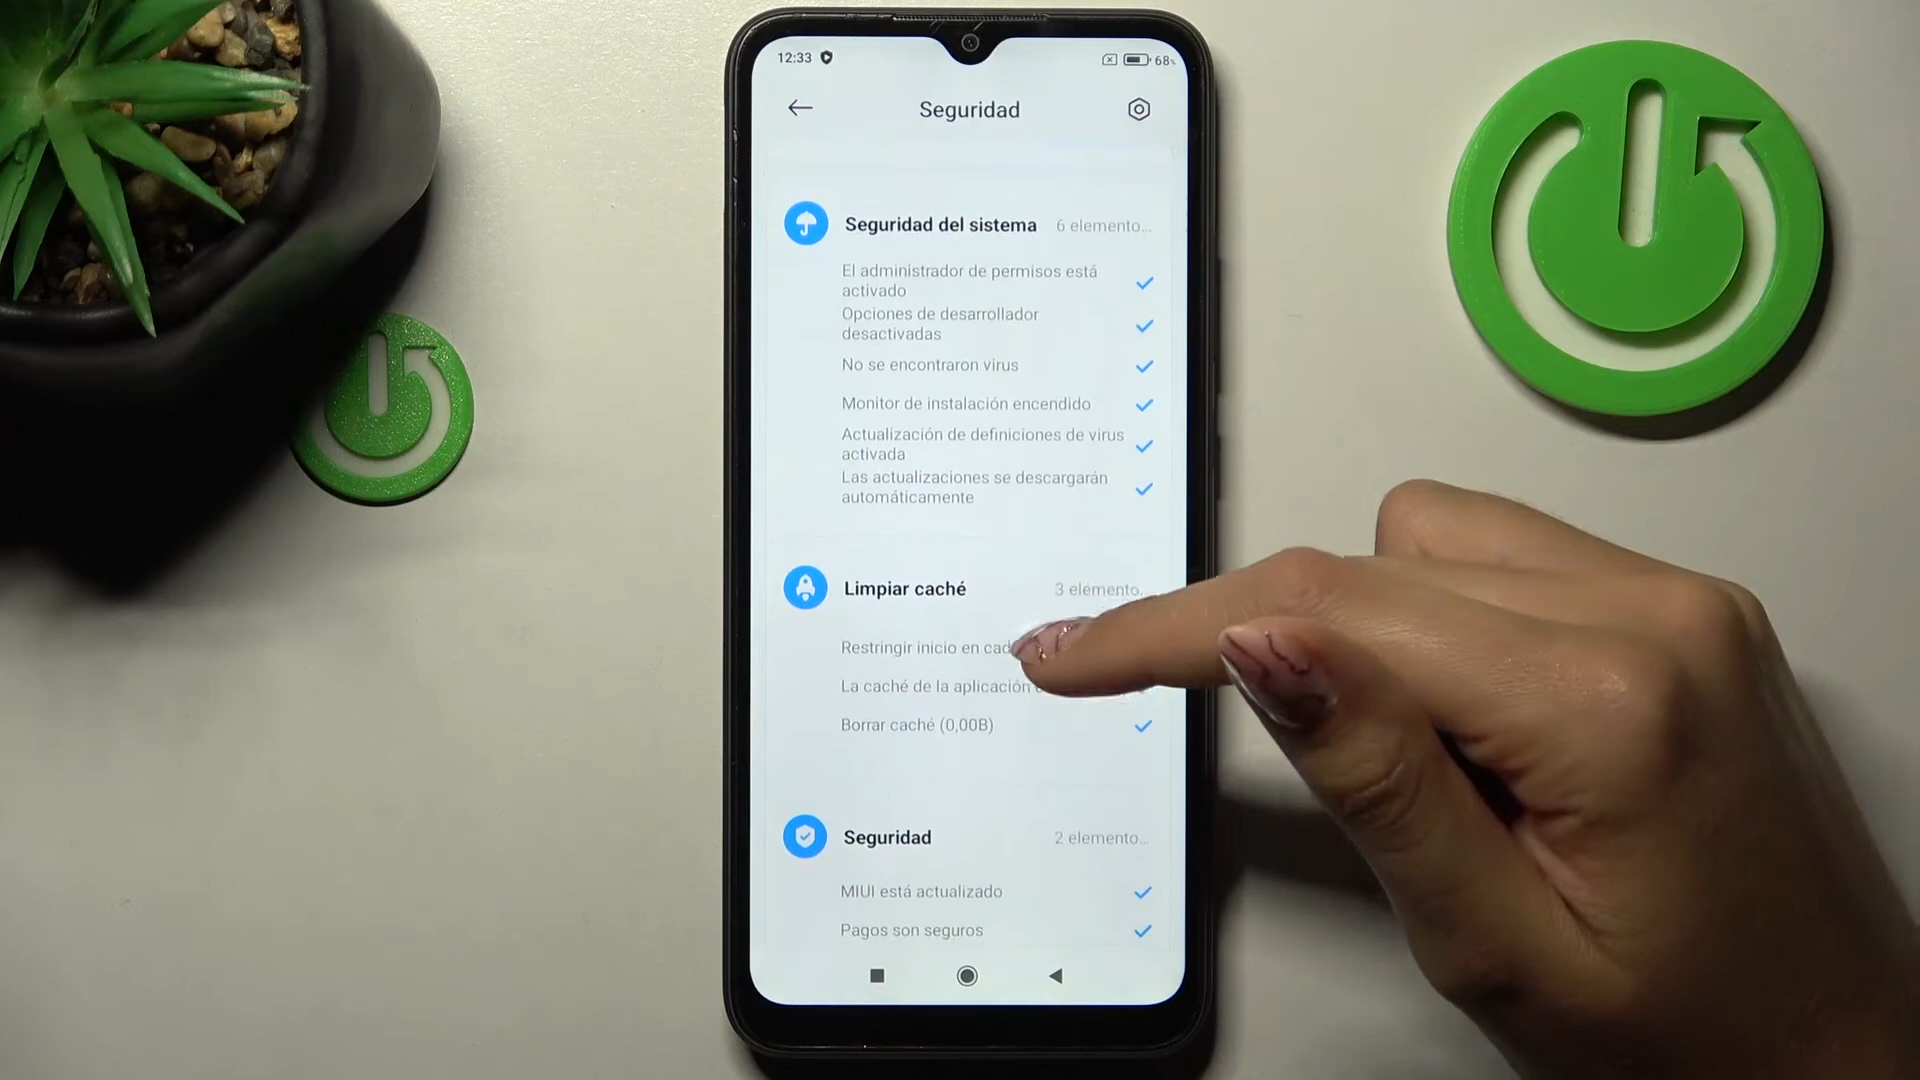 12:33
68%
Seguridad
Seguridad del sistema
6 elemento...
El administrador de permisos está
activado
Opciones de desarrollador
desactivadas
No se encontraron virus
Monitor de instalación encendido
Actualización de definiciones de virus
activada
Las actualizaciones se descargarán
automáticamente
Limpiar caché
3 elemento...
Restringir inicio en
La caché de la aplicación
Borrar caché (0,00B)
Seguridad
2 elemento...
MIUI está actualizado
Pagos son seguros